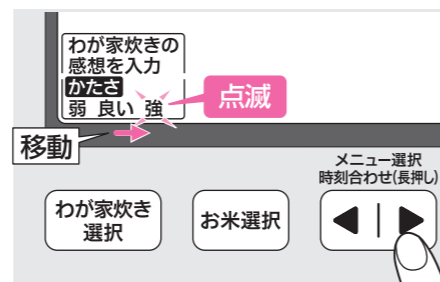 わが家炊きの
感想を入力
かたさ
弱 良い 強
点滅
移動
メニュー選択
時刻合わせ(長押し)
わが家炊き
選択
お米選択